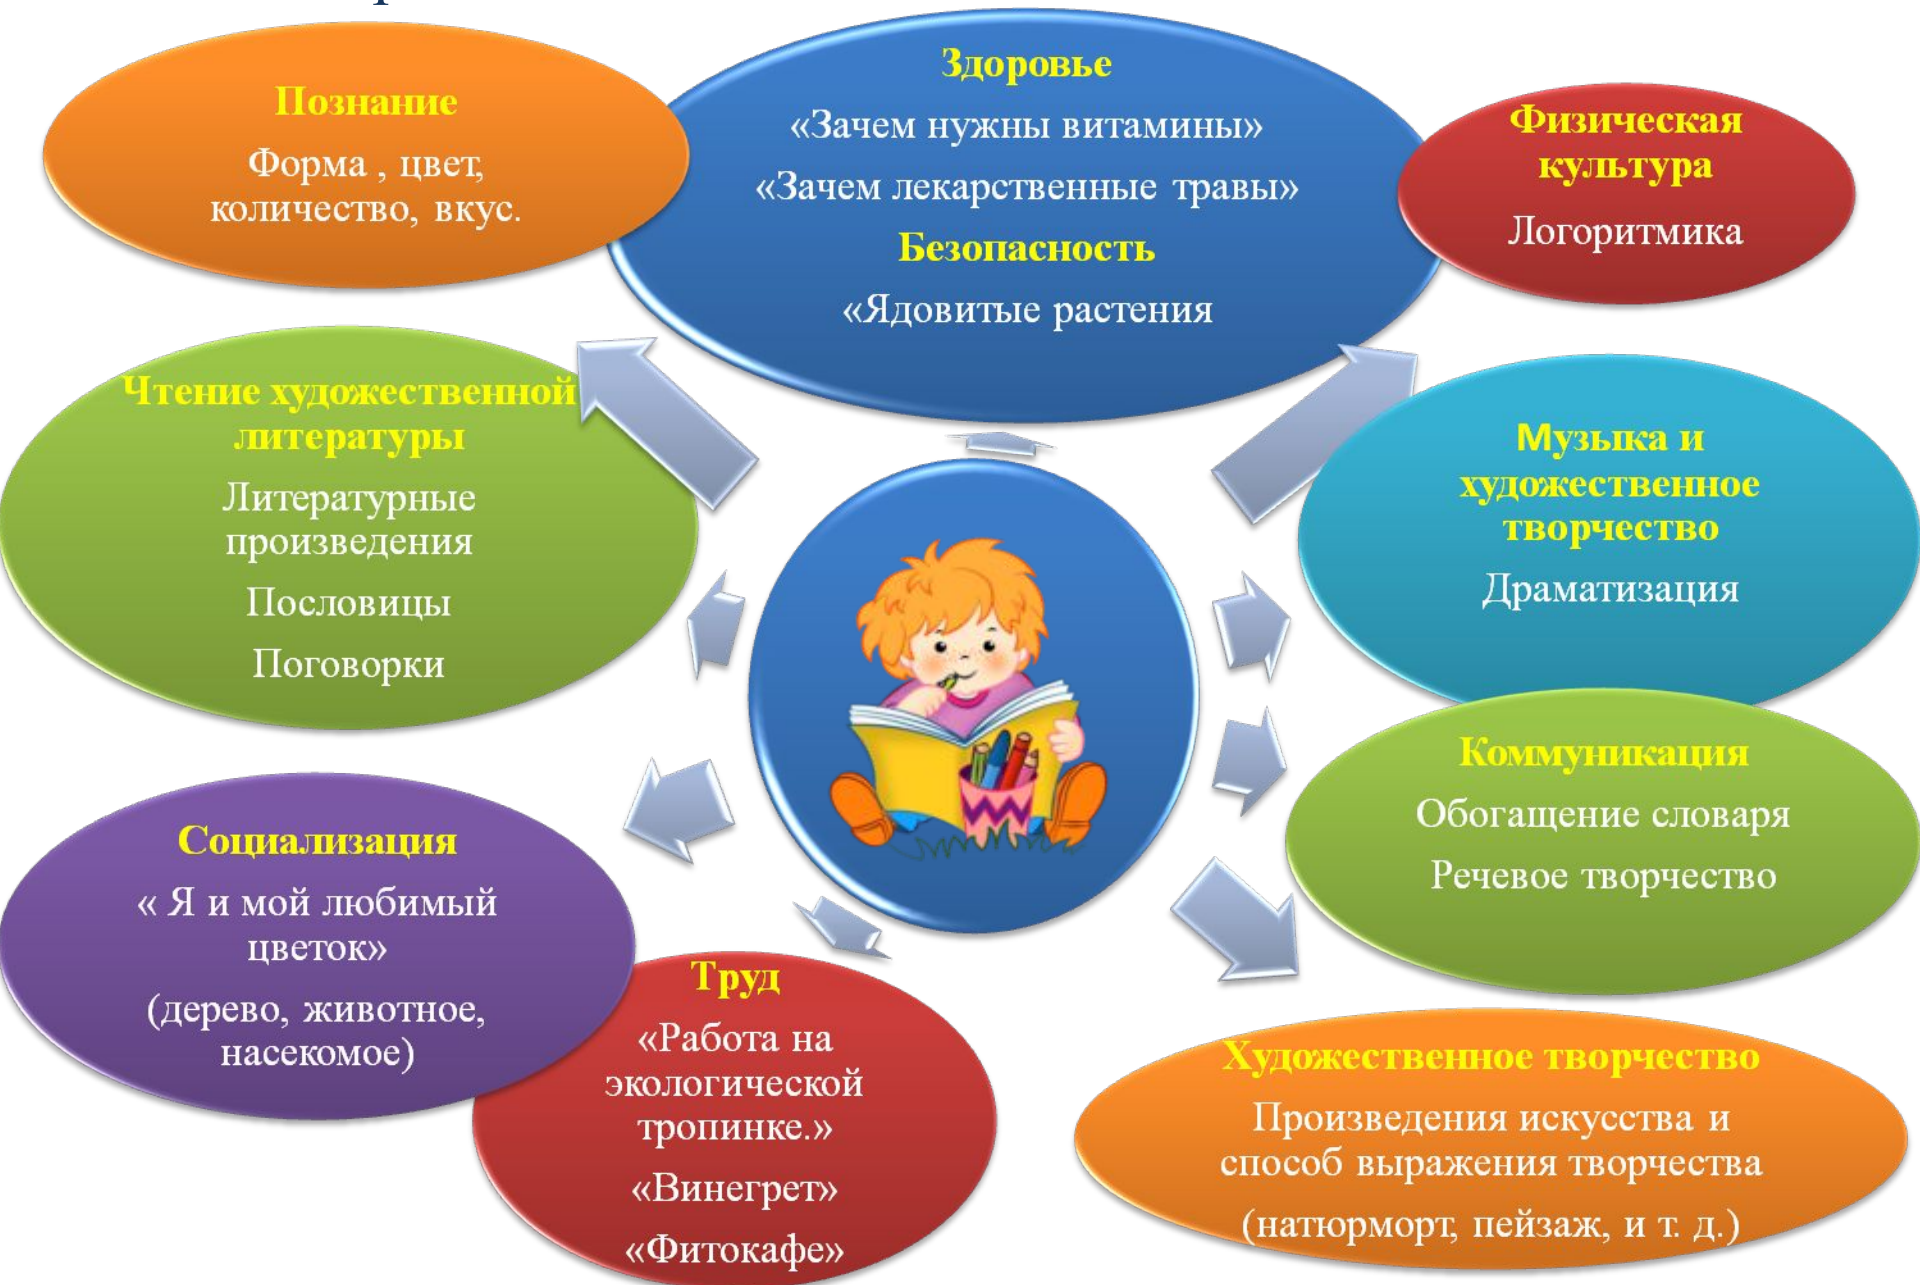 Познание
Форма , цвет,
количество, вкус.
Здоровье
«Зачем нужны витамины»
«Зачем лекарственные травы»
Безопасность
«Ядовитые растения
Физическая
культура
Логоритмика
Чтение художественной
литературы
Литературные
произведения
Пословицы
Поговорки
Музыка и
художественное
творчество
Драматизация
Коммуникация
Обогащение словаря
Речевое творчество
Социализация
« Я и мой любимый
цветок»
(дерево, животное,
насекомое)
Труд
«Работа на
экологической
тропинке.»
«Винегрет»
«Фитокафе»
Художественное творчество
Произведения искусства и
способ выражения творчества
(натюрморт, пейзаж, и т. д.)